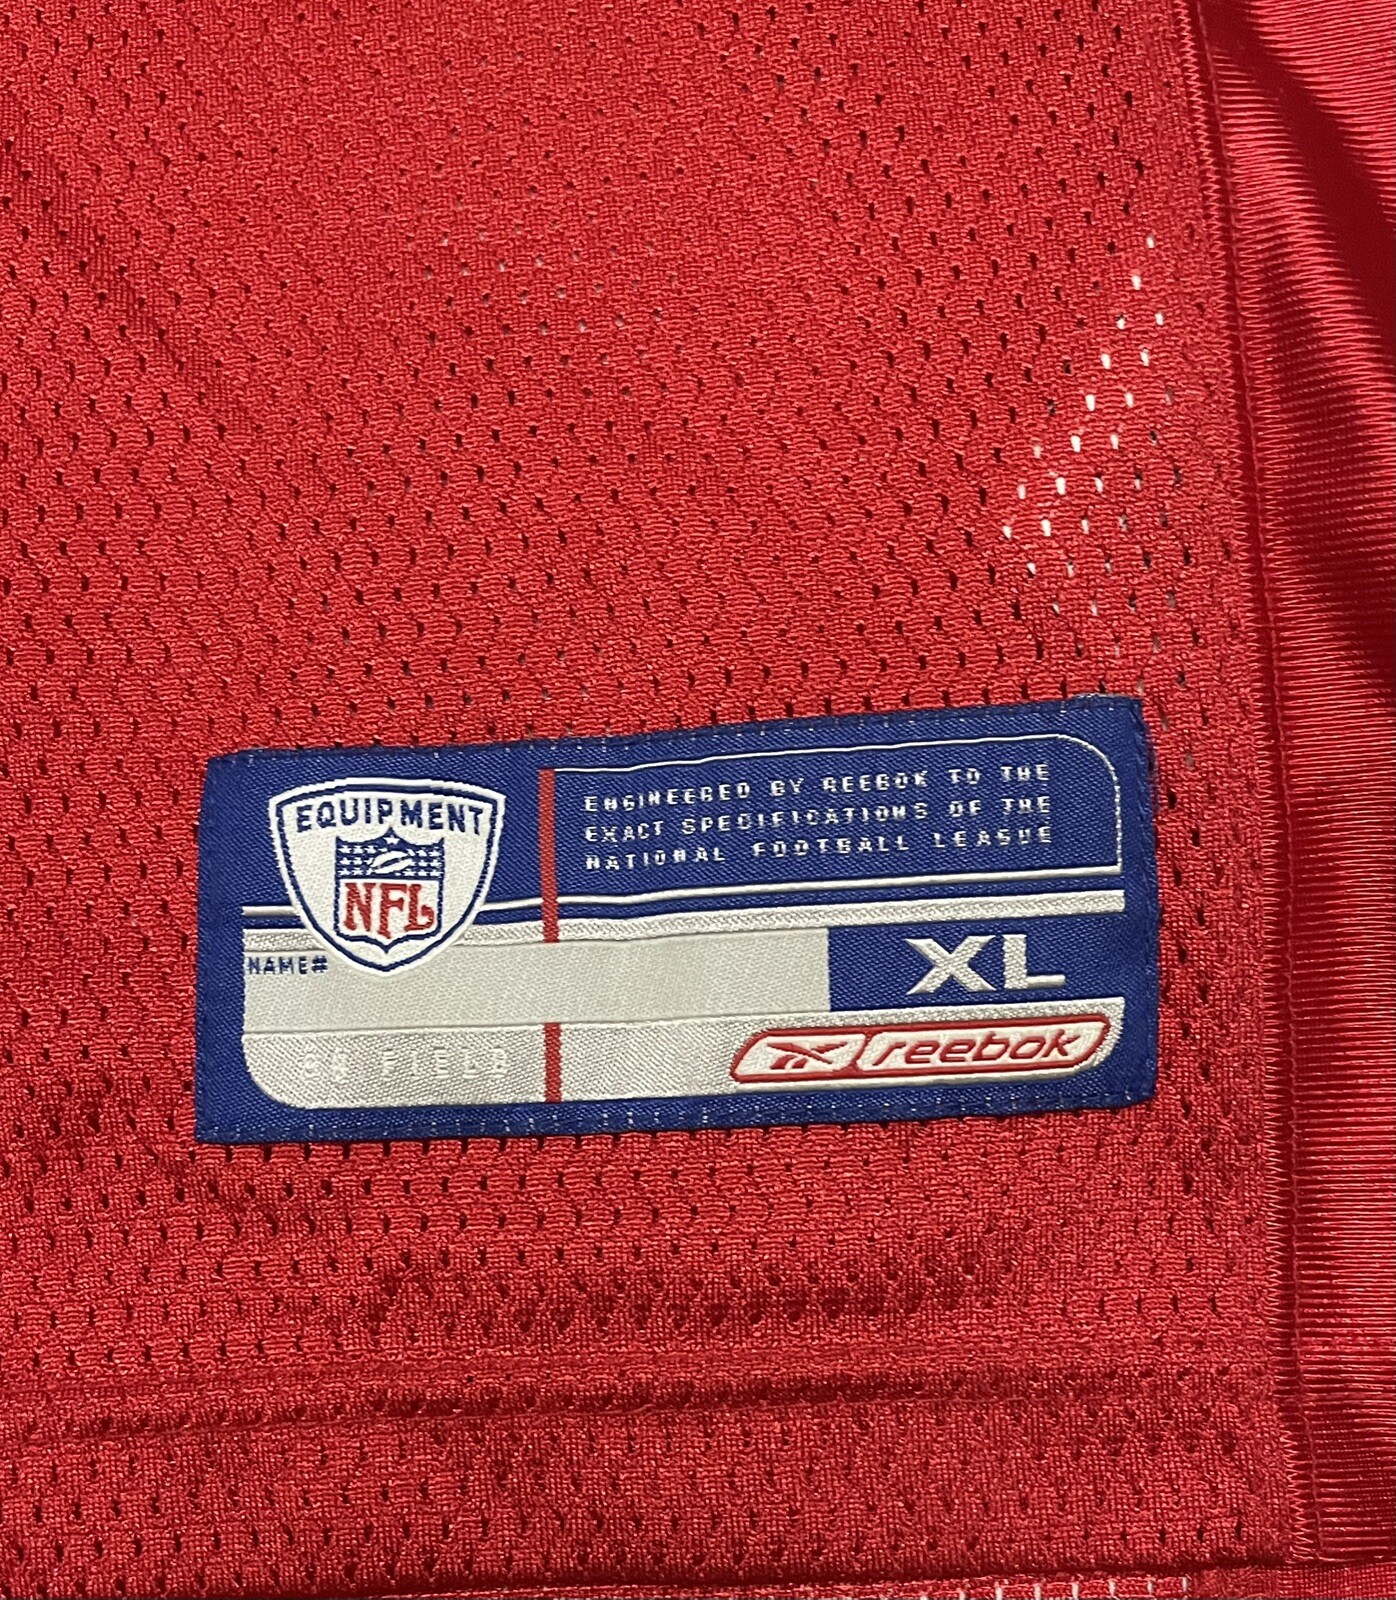 EQUIPMENT
NFL
ENGINEERED BY REEBOK TO THE
EXACT SPECIFICATIONS OF THE
NATIONAL FOOTBALL LEAGUE
NAME#
XL
ON FIELD
reebok